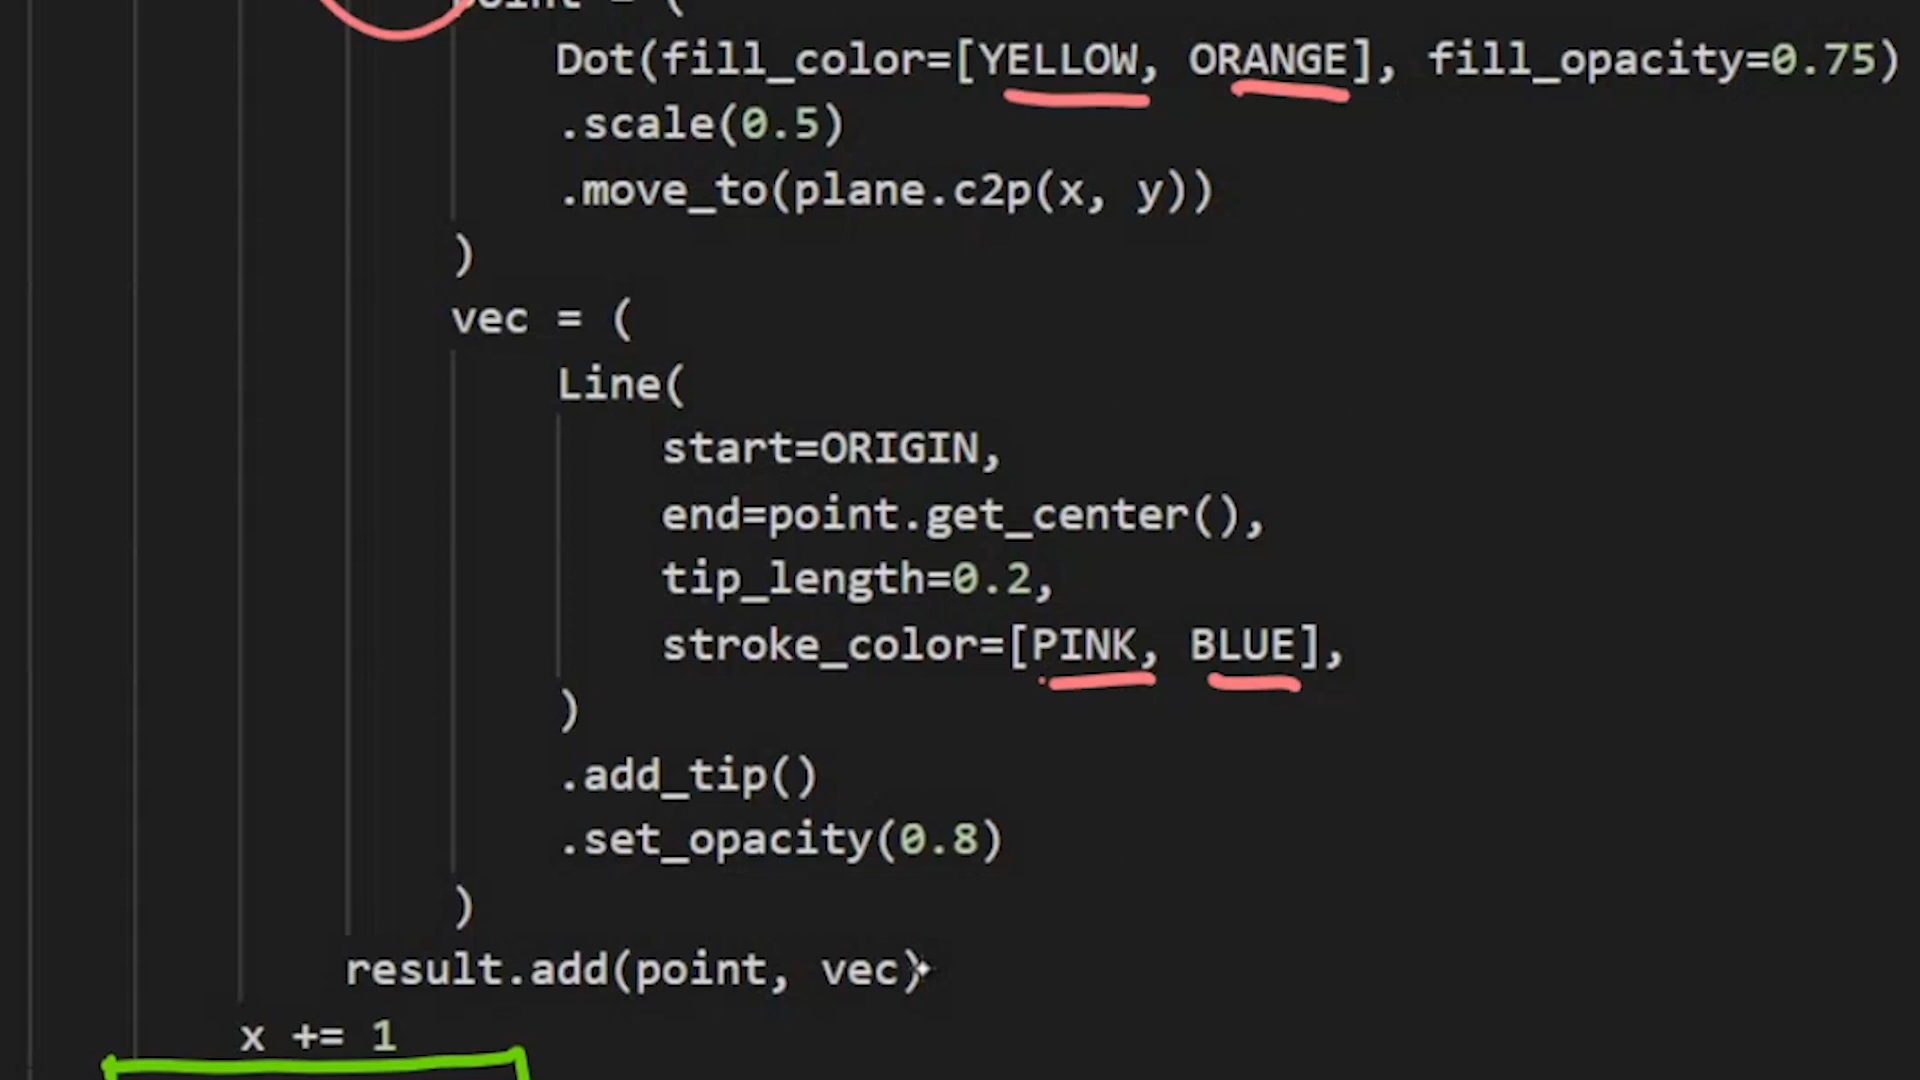 point = (
Dot(fill_color=[YELLOW, ORANGE], fill_opacity=0.75)
.scale(0.5)
.move_to(plane.c2p(x, y))
)
vec = (
Line(
start=ORIGIN,
end=point.get_center(),
tip_length=0.2,
stroke_color=[PINK, BLUE],
)
.add_tip()
.set_opacity(0.8)
)
result.add(point, vec)
x += 1